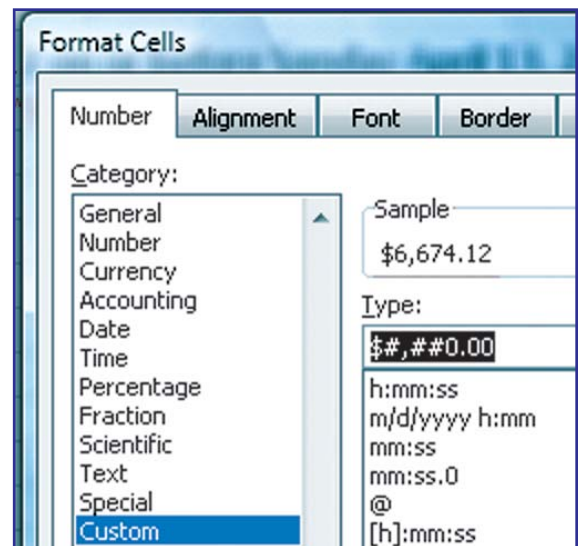 Format Cells
Number Alignment Font Border
Category:
General
Number
Currency
Accounting
Date
Time
Percentage
Fraction
Scientific
Text
Special
Custom
Sample
$6,674.12
Type:
$#,##0.00
h:mm:ss
m/d/yyyy h:mm
mm:ss
mm:ss.0
@
[h]:mm:ss